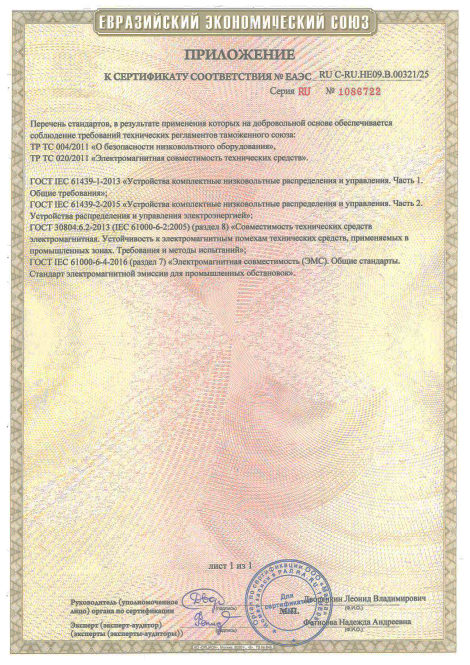 ЕВРАЗИЙСКИЙ ЭКОНОМИЧЕСКИЙ СОЮЗ
ПРИЛОЖЕНИЕ
К СЕРТИФИКАТУ СООТВЕТСТВИЯ № ЕАЭС RU C-RU.НЕ09.В.00321/25
Серия RU № 1086722
Перечень стандартов, в результате применения которых на добровольной основе обеспечивается
соблюдение требований технических регламентов таможенного союза:
ТР ТС 004/2011 «О безопасности низковольтного оборудования»,
ТР ТС 020/2011 «Электромагнитная совместимость технических средств».
ГОСТ IEC 61439-1-2013 «Устройства комплектные низковольтные распределения и управления. Часть 1.
Общие требования»;
ГОСТ IEC 61439-2-2015 «Устройства комплектные низковольтные распределения и управления. Часть 2.
Устройства распределения и управления электроэнергией»;
ГОСТ 30804.6.2-2013 (IEC 61000-6-2:2005) (раздел 8) «Совместимость технических средств
электромагнитная. Устойчивость к электромагнитным помехам технических средств, применяемых в
промышленных зонах. Требования и методы испытаний»;
ГОСТ IEC 61000-6-4-2016 (раздел 7) «Электромагнитная совместимость (ЭМС). Общие стандарты.
Стандарт электромагнитной эмиссии для промышленных обстановок».
лист 1 из 1
Руководитель (уполномоченное
лицо) органа по сертификации
(подпись)
Для
сертификатов
М.П.
Леонид Владимирович
(Ф.И.О.)
Эксперт (эксперт-аудитор)
(эксперты (эксперты-аудиторы))
(подпись)
Надежда Андреевна
(Ф.И.О.)